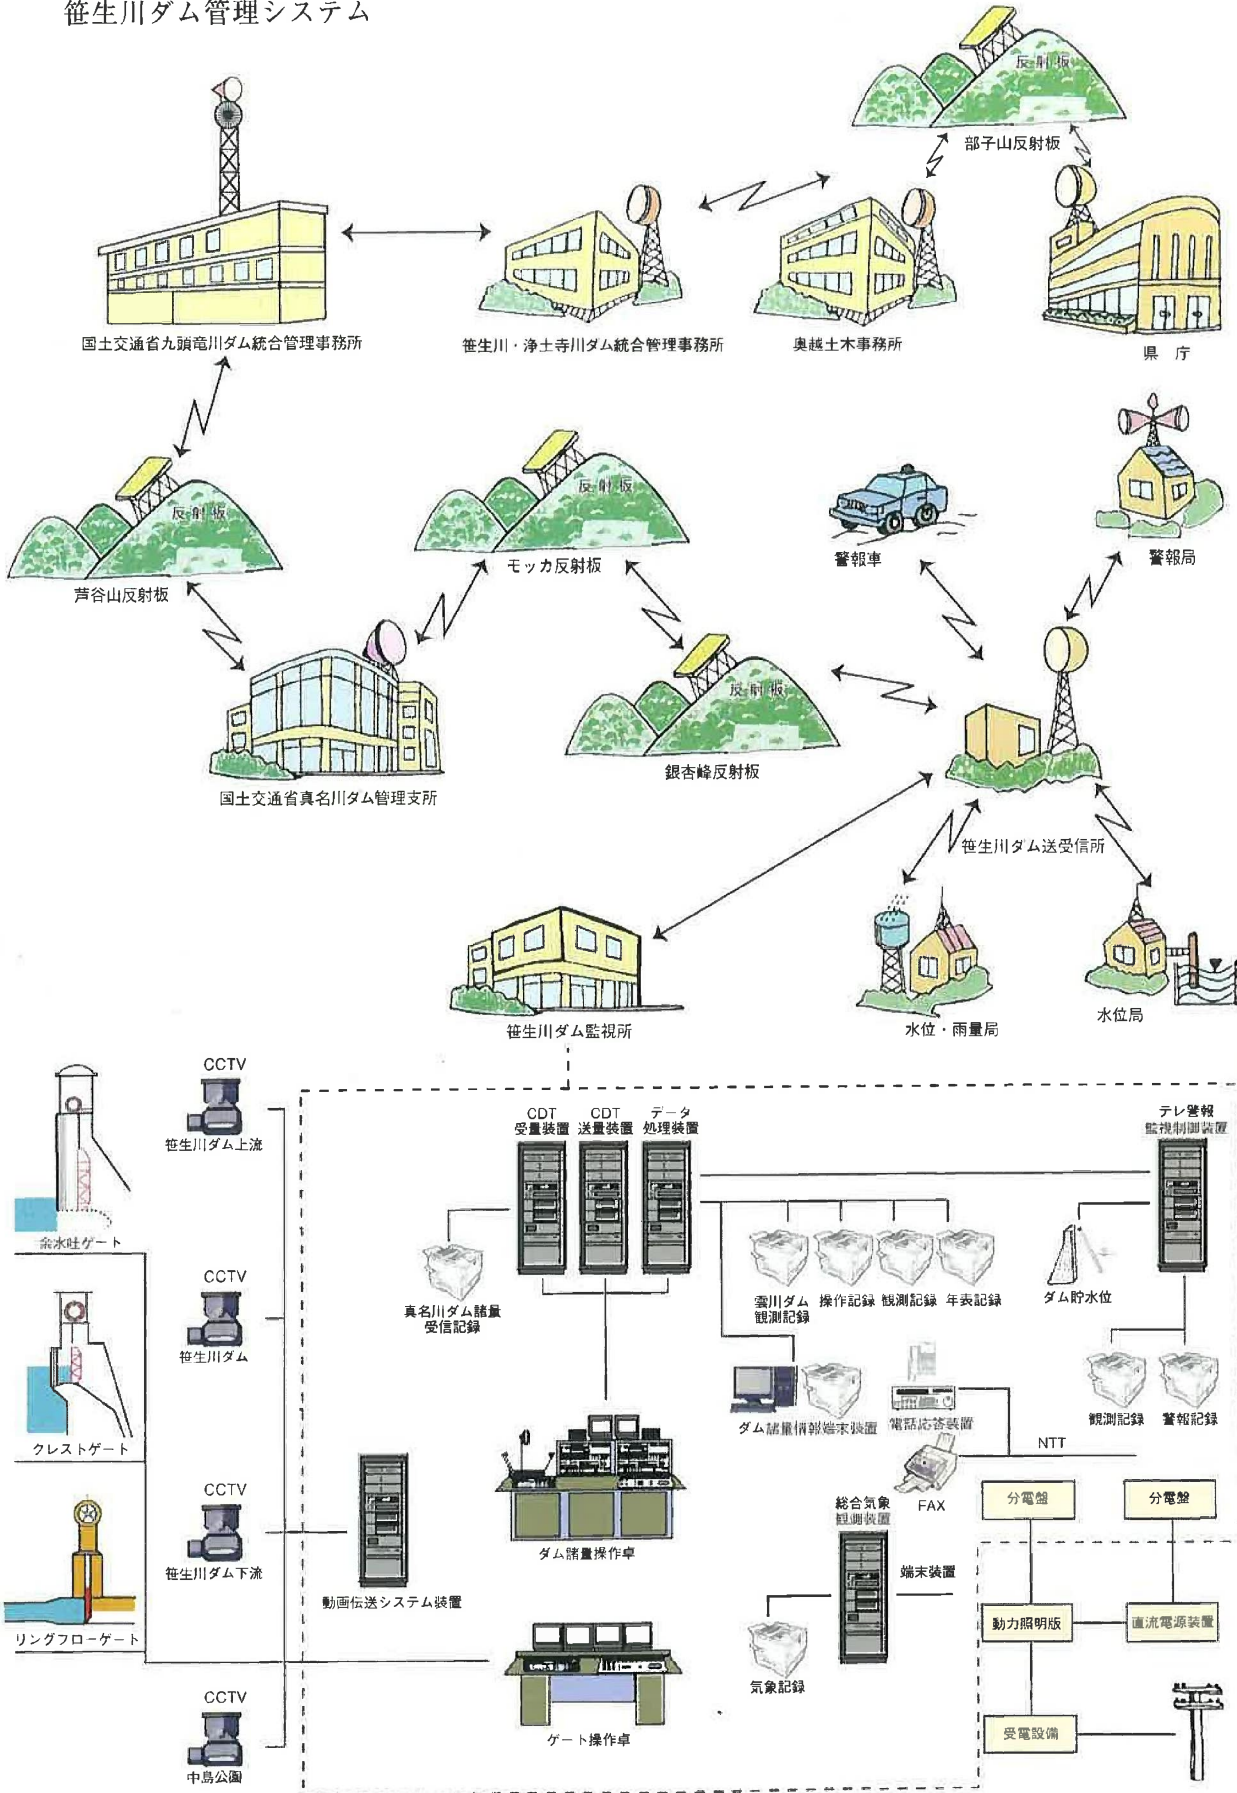 笹生川ダム管理システム
反射板
部子山反射板
国土交通省九頭竜川ダム統合管理事務所
笹生川・浄土寺川ダム統合管理事務所
奥越土木事務所
県 庁
反射板
芦谷山反射板
反射板
モッカ反射板
警報車
警報局
反射板
銀杏峰反射板
国土交通省真名川ダム管理支所
笹生川ダム送受信所
笹生川ダム監視所
水位・雨量局
水位局
余水吐ゲート
クレストゲート
リングフローゲート
CCTV
笹生川ダム上流
CCTV
笹生川ダム
CCTV
笹生川ダム下流
CCTV
中島公園
CDT
受量装置
CDT
送量装置
データ
処理装置
テレ警報
監視制御装置
真名川ダム諸量
受信記録
雲川ダム
観測記録
操作記録
観測記録
年表記録
ダム貯水位
観測記録
警報記録
ダム諸量情報端末装置
電話応答装置
NTT
FAX
動画伝送システム装置
ダム諸量操作卓
総合気象
観測装置
端末装置
気象記録
ゲート操作卓
分電盤
分電盤
動力照明版
直流電源装置
受電設備